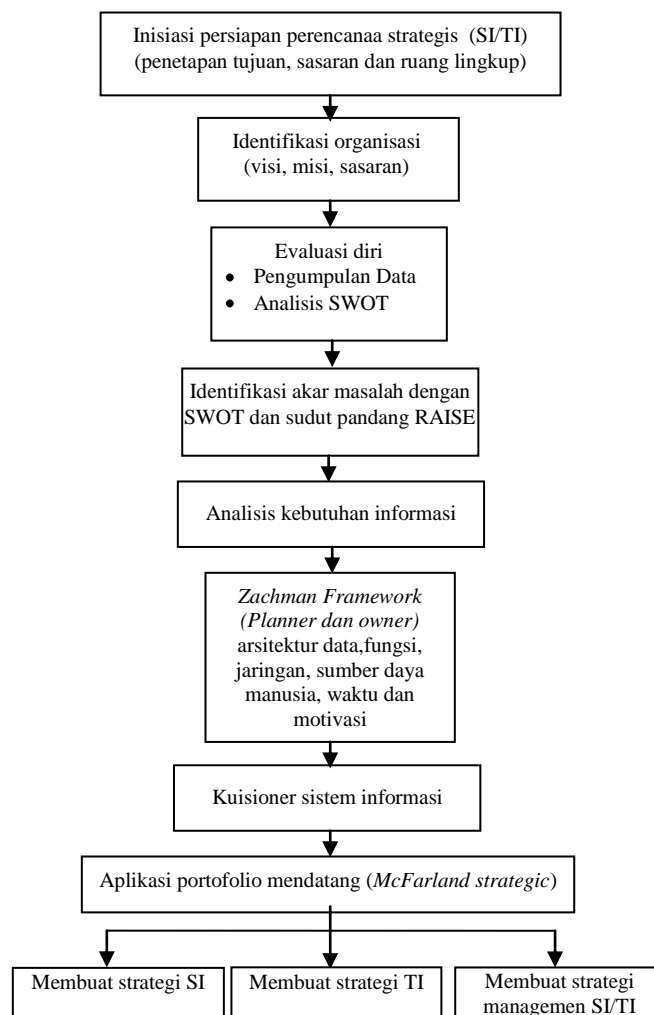 Inisiasi persiapan perencanaa strategis  (SI/TI)
(penetapan tujuan, sasaran dan ruang lingkup)
Identifikasi organisasi
(visi, misi, sasaran)
Evaluasi diri
• Pengumpulan Data
• Analisis SWOT
Identifikasi akar masalah dengan
SWOT dan sudut pandang RAISE
Analisis kebutuhan informasi
Zachman Framework
(Planner dan owner)
arsitektur data,fungsi,
jaringan, sumber daya
manusia, waktu dan
motivasi
Kuisioner sistem informasi
Aplikasi portofolio mendatang (McFarland strategic)
Membuat strategi SI
Membuat strategi TI
Membuat strategi
managemen SI/TI